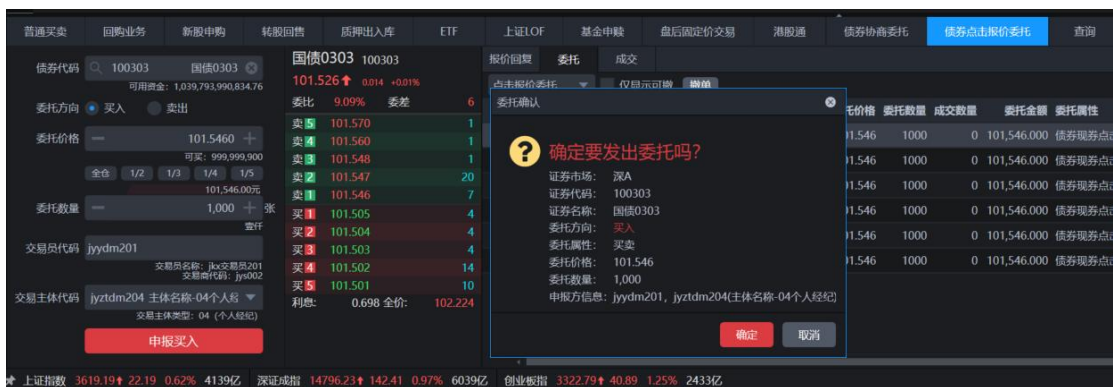 普通买卖 回购业务 新股申购 转股回售 质押出入库 ETF 上证LOF 基金申赎 盘后固定价交易 港股通 债券协商委托 债券点击报价委托 查询
债券代码 100303 国债0303
可用资金: 1,039,793,990,834.76
委托方向 买入 卖出
委托价格 101.5460
可买: 999,999,900
全仓 1/2 1/3 1/4 1/5
101,546.00元
委托数量 1,000 张
壹仟
交易员代码 jyydm201
交易员名称: jkx交易员201
交易商代码: jys002
交易主体代码 jyztdm204 主体名称-04个人经
交易主体类型: 04 (个人经纪)
申报买入
国债0303 100303
101.526 0.014 +0.01%
委比 9.09% 委差 6
卖5 101.570 1
卖4 101.560 1
卖3 101.548 1
卖2 101.547 20
卖1 101.546 7
买1 101.505 4
买2 101.504 4
买3 101.503 4
买4 101.502 14
买5 101.501 10
利息: 0.698 全价: 102.224
报价回复 委托 成交
点击报价委托 仅显示可撤 撤单
托价格 委托数量 成交数量 委托金额 委托属性
01.546 1000 0 101,546.000 债券现券点击
01.546 1000 0 101,546.000 债券现券点击
01.546 1000 0 101,546.000 债券现券点击
01.546 1000 0 101,546.000 债券现券点击
01.546 1000 0 101,546.000 债券现券点击
01.546 1000 0 101,546.000 债券现券点击
委托确认
确定要发出委托吗?
证券市场: 深A
证券代码: 100303
证券名称: 国债0303
委托方向: 买入
委托属性: 买卖
委托价格: 101.546
委托数量: 1,000
申报方信息: jyydm201, jyztdm204(主体名称-04个人经纪)
确定 取消
上证指数 3619.19 22.19 0.62% 4139亿 深证成指 14796.23 142.41 0.97% 6039亿 创业板指 3322.79 40.89 1.25% 2433亿